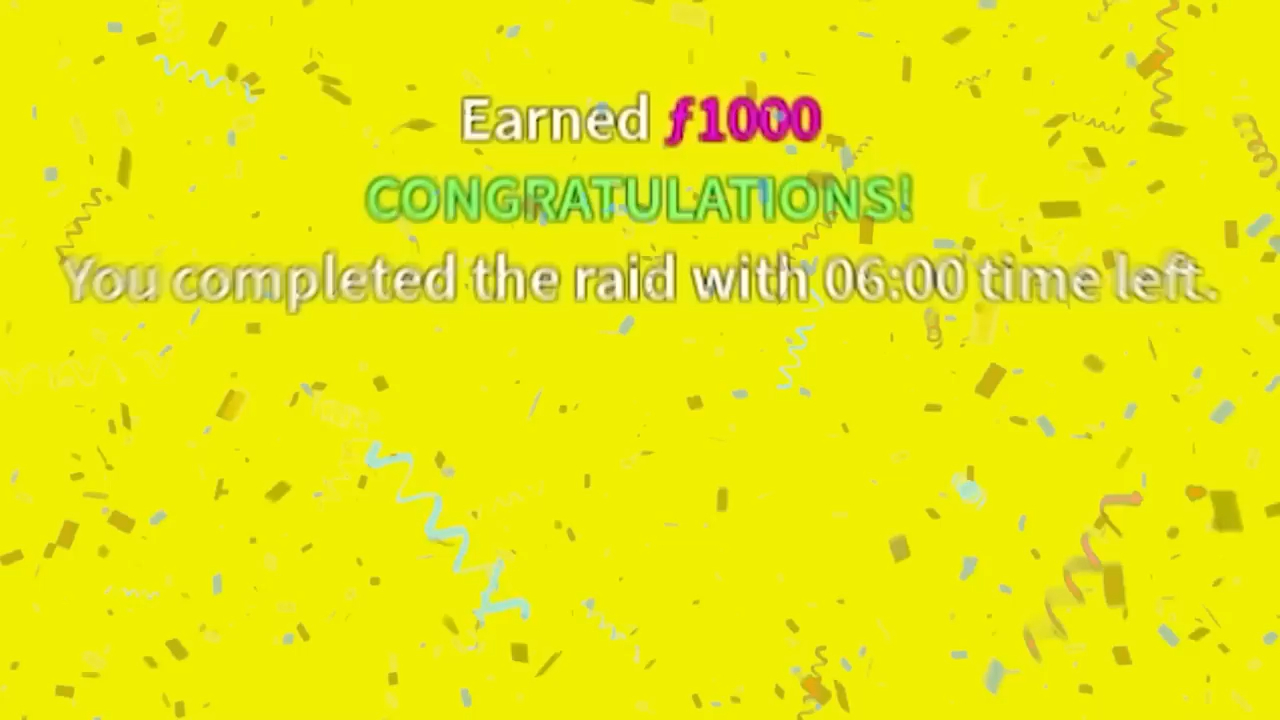 Earned ƒ1000
CONGRATULATIONS!
You completed the raid with 06:00 time left.